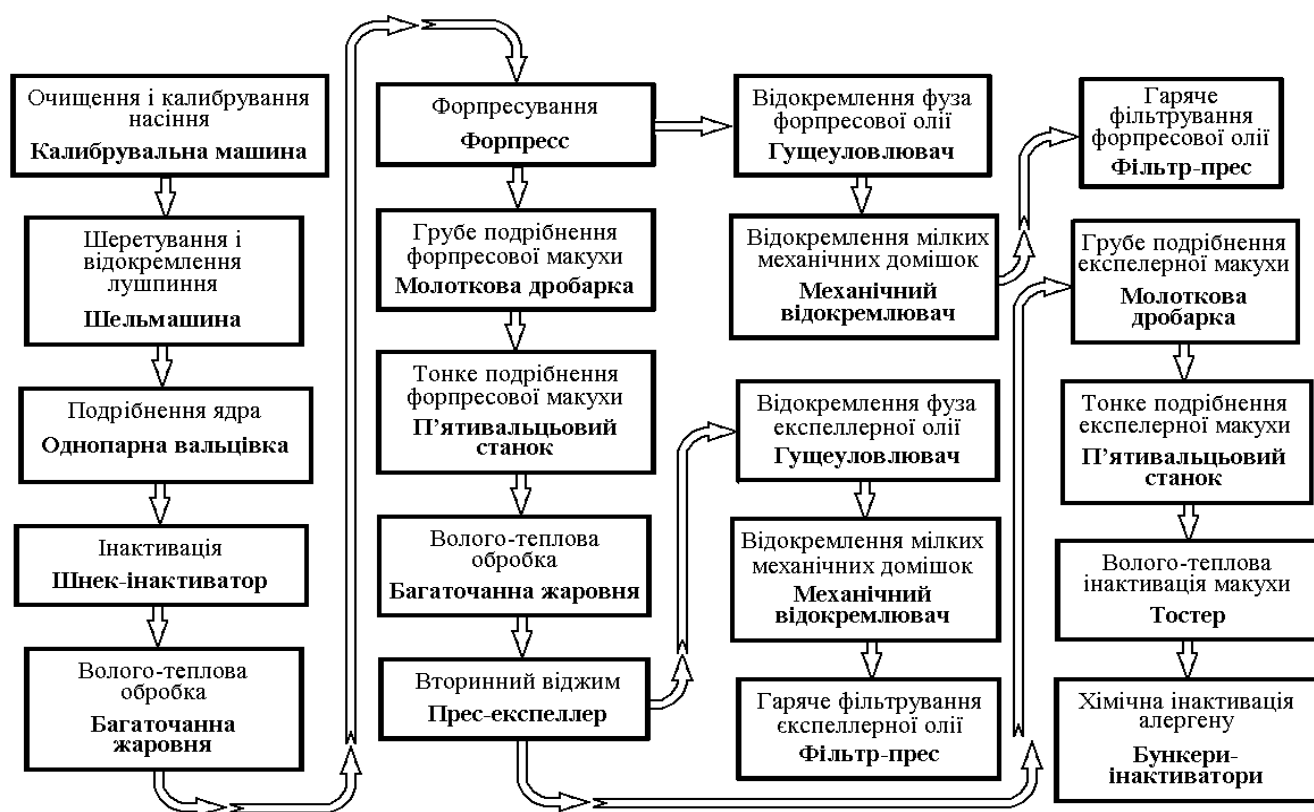 Очищення і калибрування
насіння
Калибрувальна машина
Шеретування і
відокремлення
лушпиння
Шельмашина
Подрібнення ядра
Однопарна вальцівка
Інактивація
Шнек-інактиватор
Волого-теплова
обробка
Багаточанна
жаровня
Форпресування
Форпресс
Грубе подрібнення
форпресової макухи
Молоткова дробарка
Тонке подрібнення
форпресової макухи
П’ятивальцьовий
станок
Волого-теплова
обробка
Багаточанна жаровня
Вторинний віджим
Прес-експеллер
Відокремлення фуза
форпресової олії
Гущеуловлювач
Відокремлення мілких
механічних домішок
Механічний
відокремлювач
Відокремлення фуза
експеллерної олії
Гущеуловлювач
Відокремлення мілких
механічних домішок
Механічний
відокремлювач
Гаряче фільтрування
єкспеллерної олії
Фільтр-прес
Гаряче
фільтрування
форпресової олії
Фільтр-прес
Грубе подрібнення
експелерної макухи
Молоткова
дробарка
Тонке подрібнення
експелерної макухи
П’ятивальцьовий
станок
Волого-теплова
інактивація макухи
Тостер
Хімічна інактивація
алергену
Бункери-
інактиватори